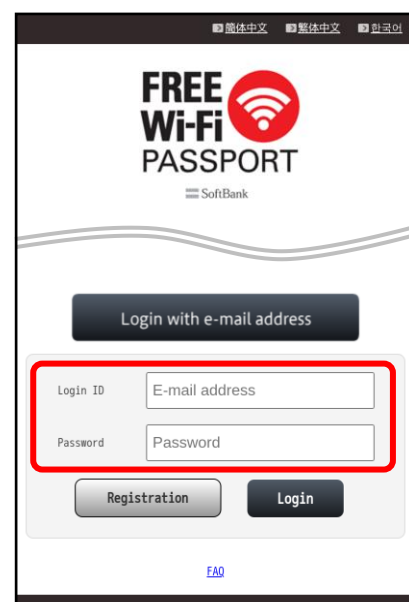 簡体中文 繁体中文 한국어
FREE
Wi-Fi
PASSPORT
SoftBank
Login with e-mail address
Login ID E-mail address
Password Password
Registration Login
FAQ